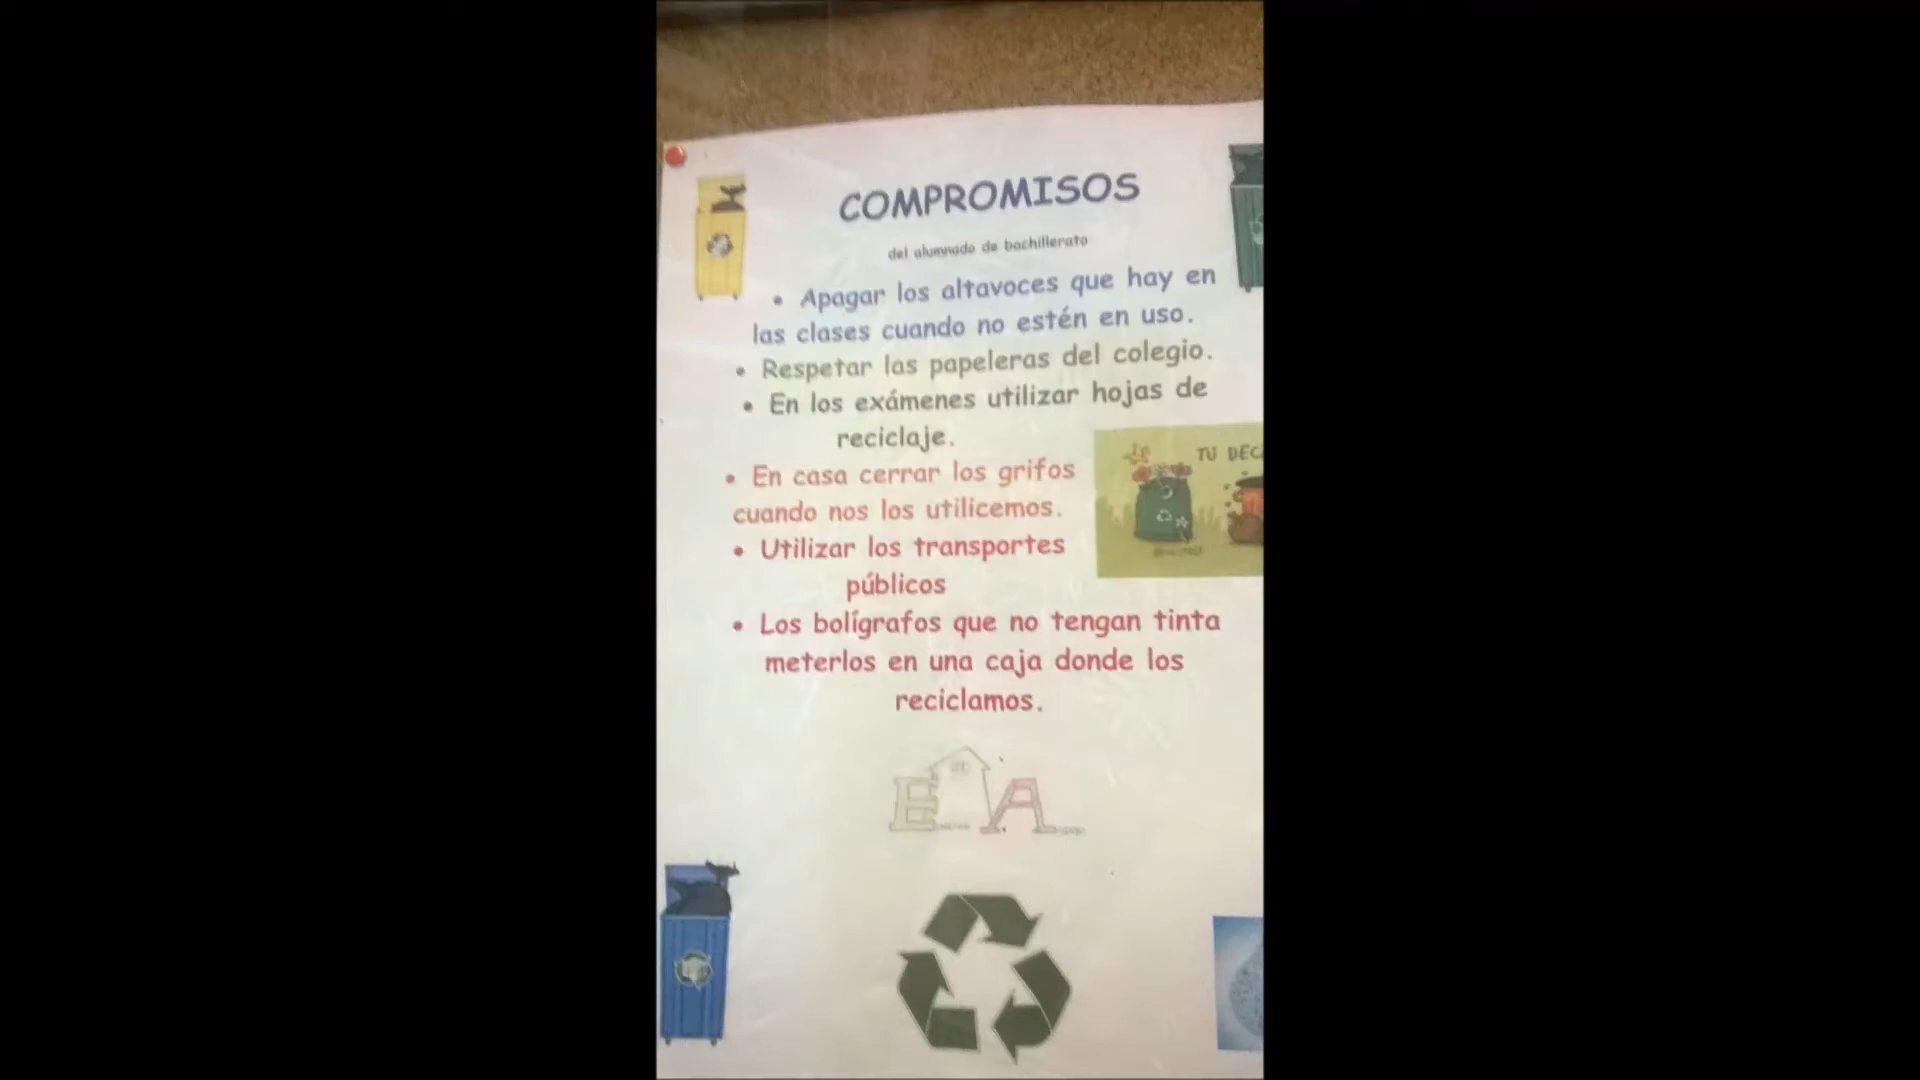 COMPROMISOS
del alumnado de bachillerato
• Apagar los altavoces que hay en
las clases cuando no estén en uso.
• Respetar las papeleras del colegio.
• En los exámenes utilizar hojas de
reciclaje.
TU DECI
• En casa cerrar los grifos
cuando nos los utilicemos.
• Utilizar los transportes
públicos
• Los bolígrafos que no tengan tinta
meterlos en una caja donde los
reciclamos.
E A